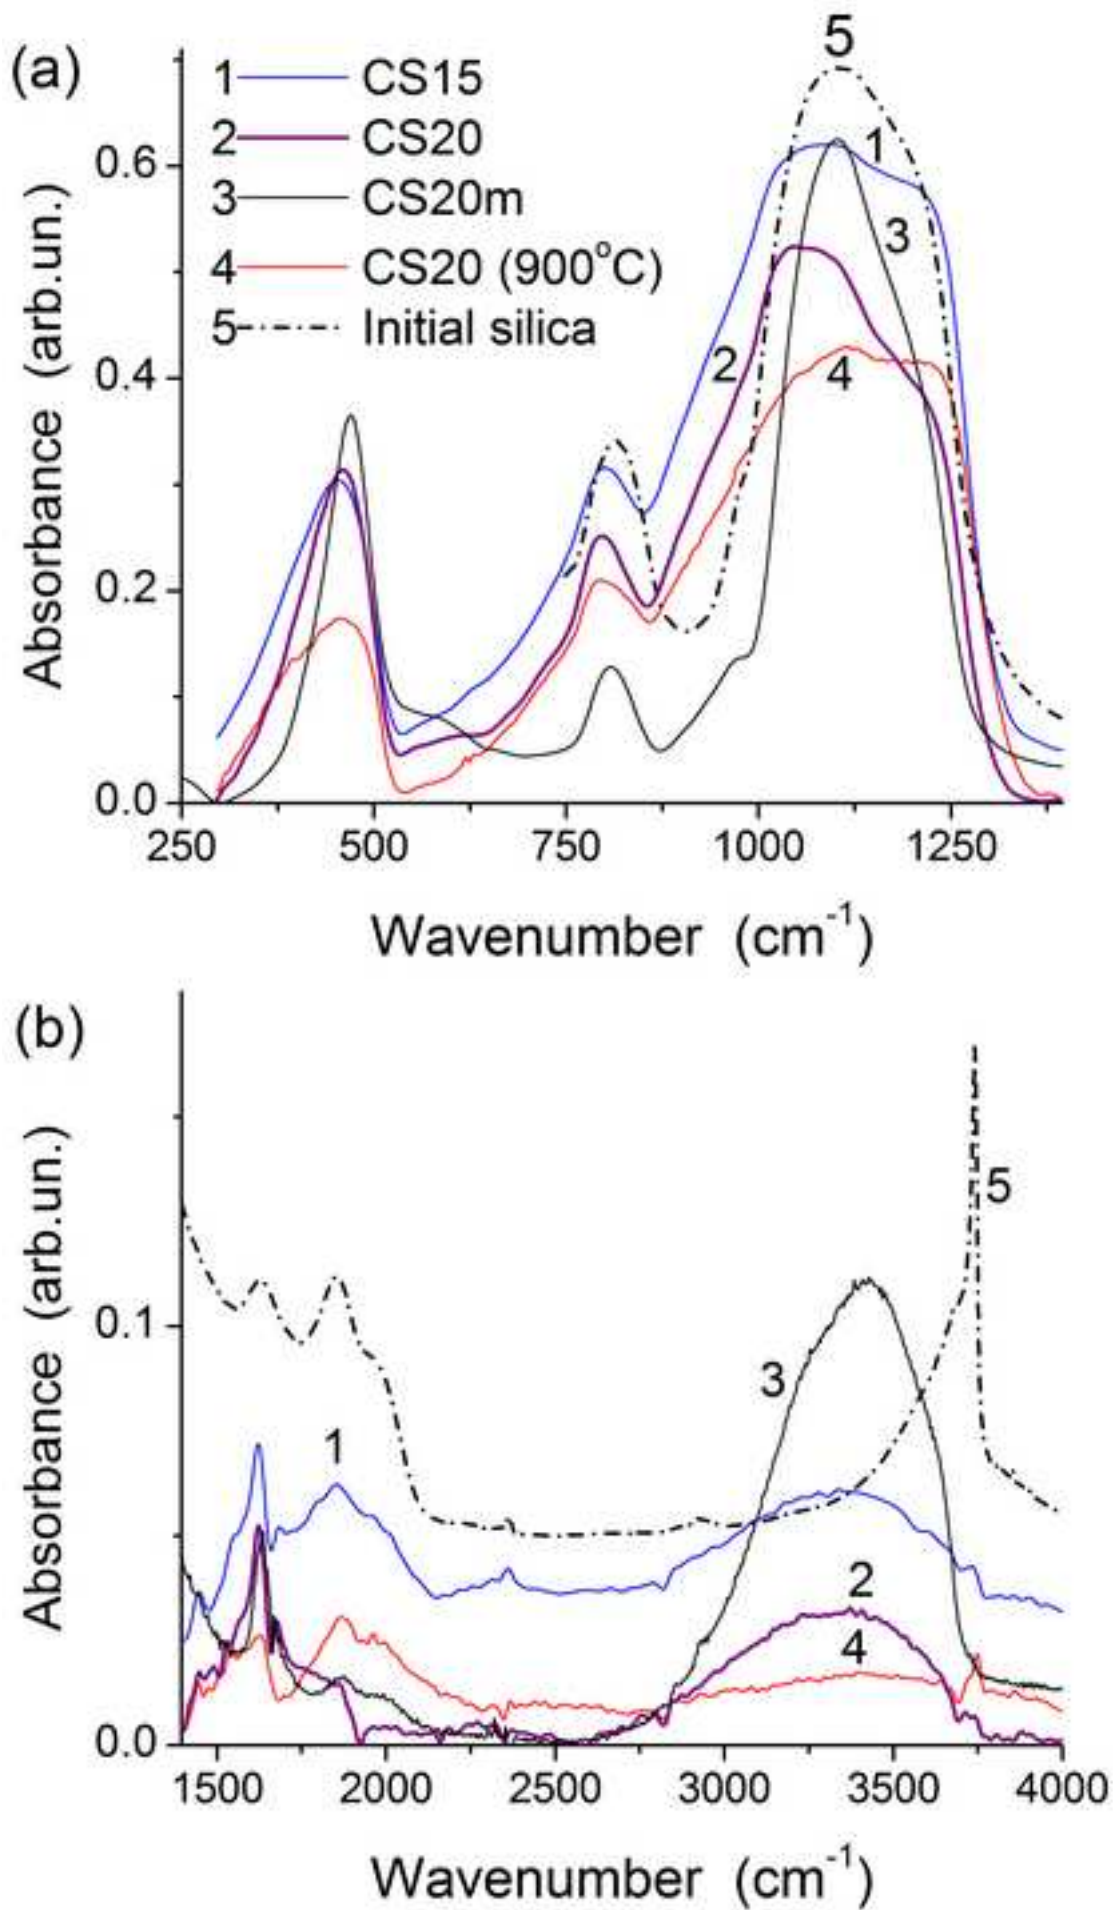 (a)
5
1 CS15
2 CS20
3 CS20m
4 CS20 (900°C)
5 Initial silica
1
3
2
4
Absorbance (arb.un.)
0.6
0.4
0.2
0.0
250 500 750 1000 1250
Wavenumber (cm⁻¹)
(b)
5
3
1
2
4
Absorbance (arb.un.)
0.1
0.0
1500 2000 2500 3000 3500 4000
Wavenumber (cm⁻¹)